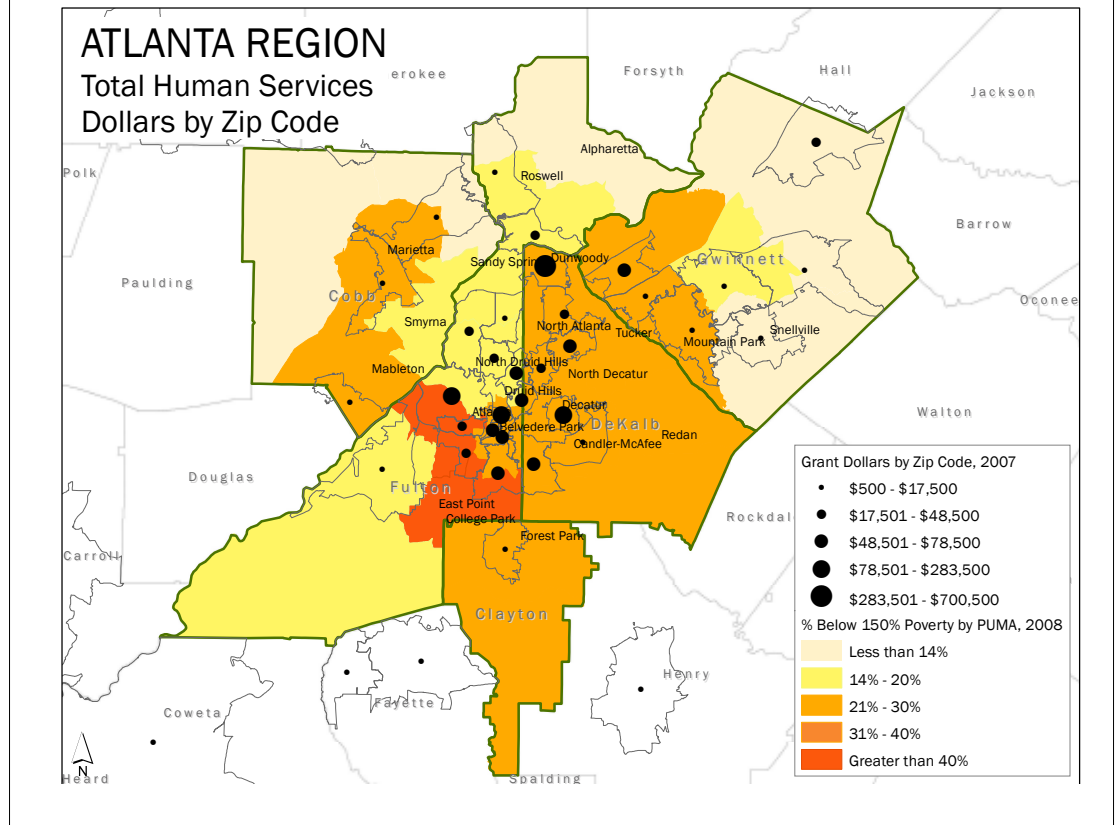 ATLANTA REGION
Total Human Services
Dollars by Zip Code
erokee
Forsyth
Hall
Jackson
Alpharetta
Polk
Roswell
Barrow
Marietta
Sandy Sprin
Dunwoody
Gwinnett
Paulding
Cobb
Oconee
Smyrna
North Atlanta
Tucker
Snellville
Mountain Park
North Druid Hills
Mableton
North Decatur
Druid Hills
Decatur
Atla
Walton
Belvedere Park
DeKalb
Redan
Candler-McAfee
Douglas
Fulton
East Point
College Park
Rockdal
Forest Park
Carroll
Clayton
Henry
Fayette
Coweta
N
Heard
Spalding
Grant Dollars by Zip Code, 2007
$500 - $17,500
$17,501 - $48,500
$48,501 - $78,500
$78,501 - $283,500
$283,501 - $700,500
% Below 150% Poverty by PUMA, 2008
Less than 14%
14% - 20%
21% - 30%
31% - 40%
Greater than 40%